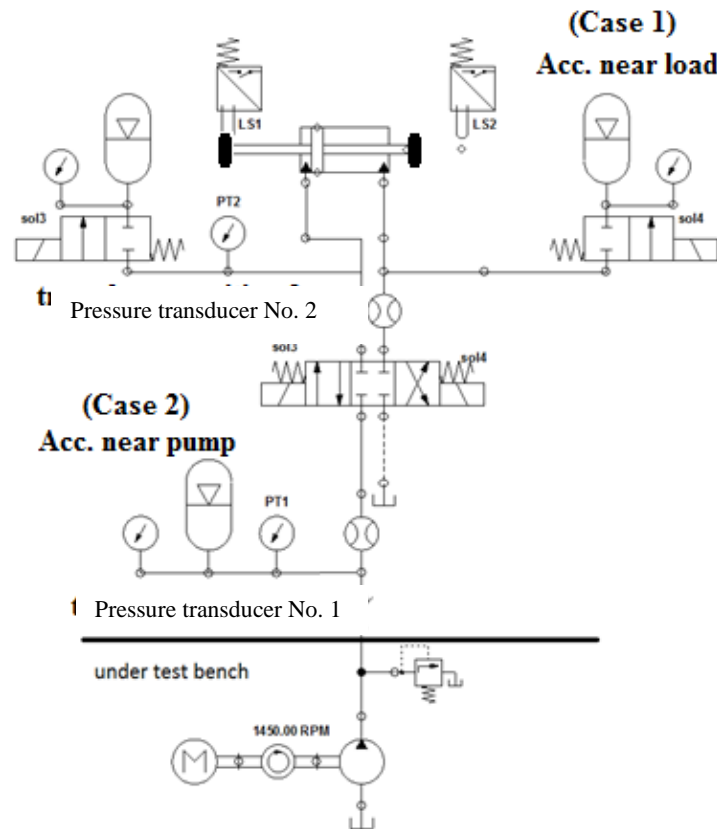 (Case 1)
Acc. near load
LS1
LS2
PT2
sol3
sol4
Pressure transducer No. 2
sol3
sol4
(Case 2)
Acc. near pump
PT1
Pressure transducer No. 1
under test bench
1450.00 RPM
M